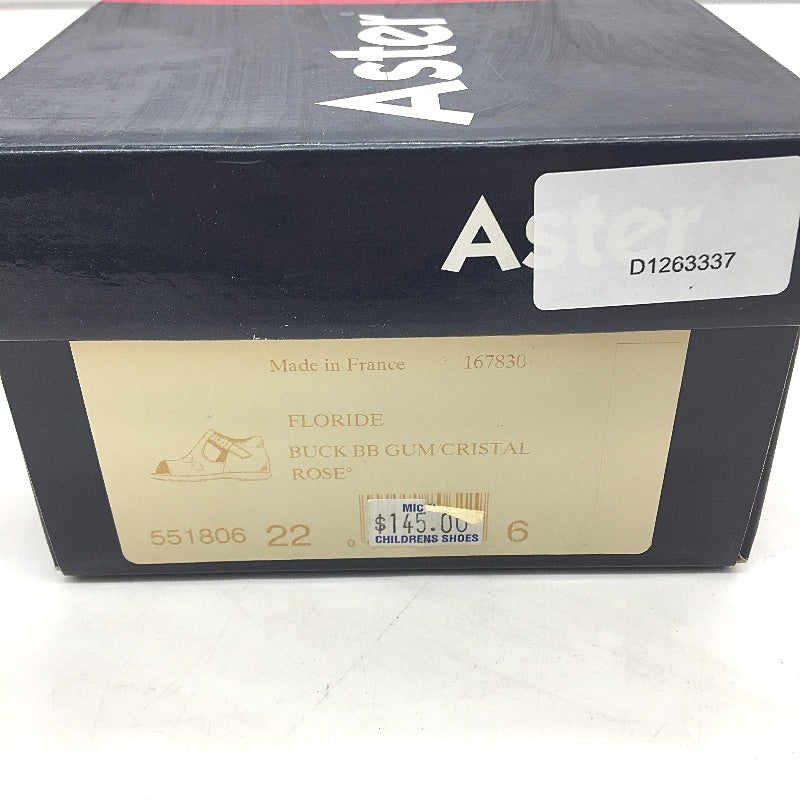 Aster
Aster
D1263337
Made in France 167830
FLORIDE
BUCK BB GUM/CRISTAL
ROSE°
551806 22 6
$145.00
CHILDRENS SHOES